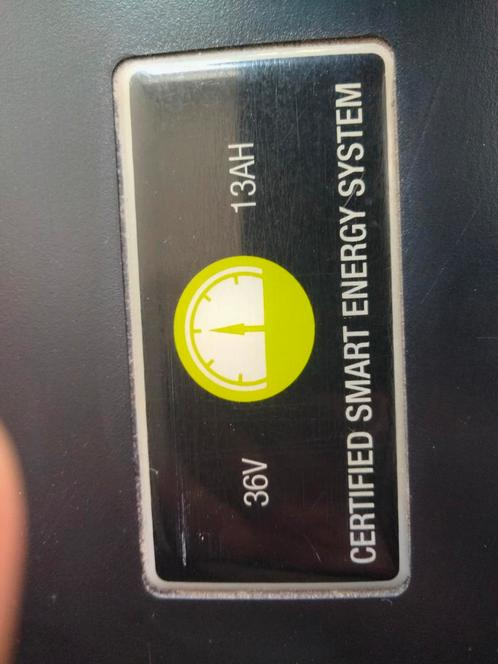 36V 13AH
CERTIFIED SMART ENERGY SYSTEM